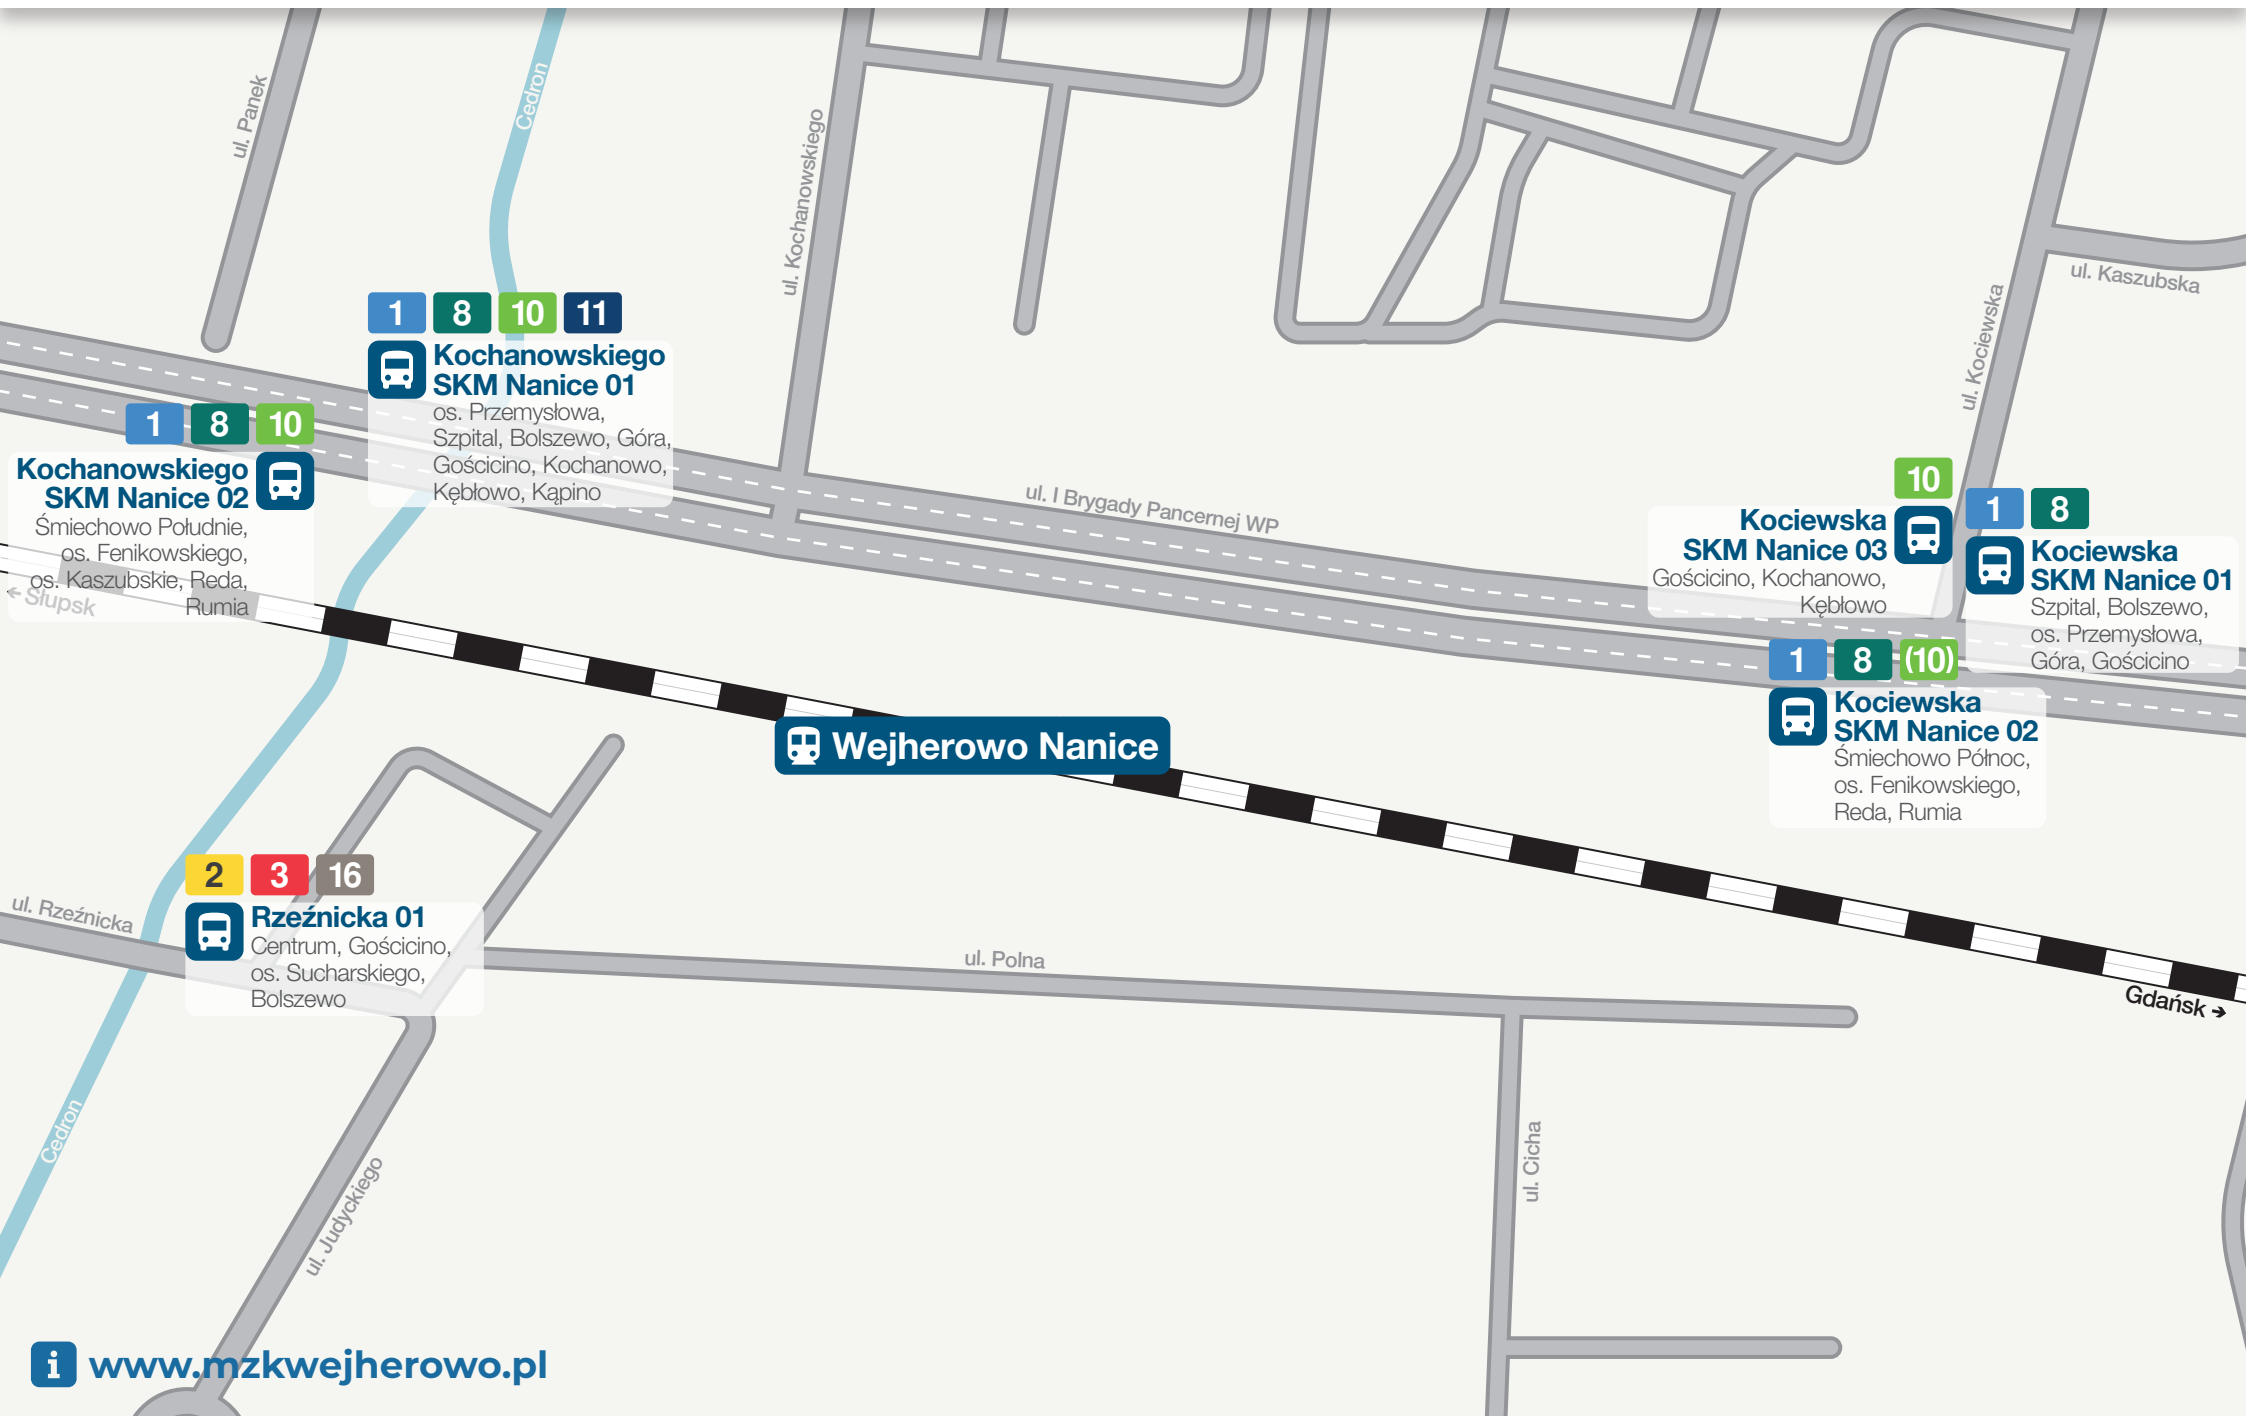 ul. Panek
Cedron
ul. Kochanowskiego
ul. Kaszubska
ul. Kociewska
1 8 10 11
Kochanowskiego
SKM Nanice 01
os. Przemysłowa,
Szpital, Bolszewo, Góra,
Gościcino, Kochanowo,
Kębłowo, Kąpino
1 8 10
Kochanowskiego
SKM Nanice 02
Śmiechowo Południe,
os. Fenikowskiego,
os. Kaszubskie, Reda,
Rumia
← Słupsk
ul. I Brygady Pancernej WP
10
Kociewska
SKM Nanice 03
Gościcino, Kochanowo,
Kębłowo
1 8
Kociewska
SKM Nanice 01
Szpital, Bolszewo,
os. Przemysłowa,
Góra, Gościcino
1 8 (10)
Kociewska
SKM Nanice 02
Śmiechowo Północ,
os. Fenikowskiego,
Reda, Rumia
Wejherowo Nanice
2 3 16
Rzeźnicka 01
Centrum, Gościcino,
os. Sucharskiego,
Bolszewo
ul. Rzeźnicka
ul. Polna
Gdańsk →
Cedron
ul. Judyckiego
ul. Cicha
i www.mzkwejherowo.pl